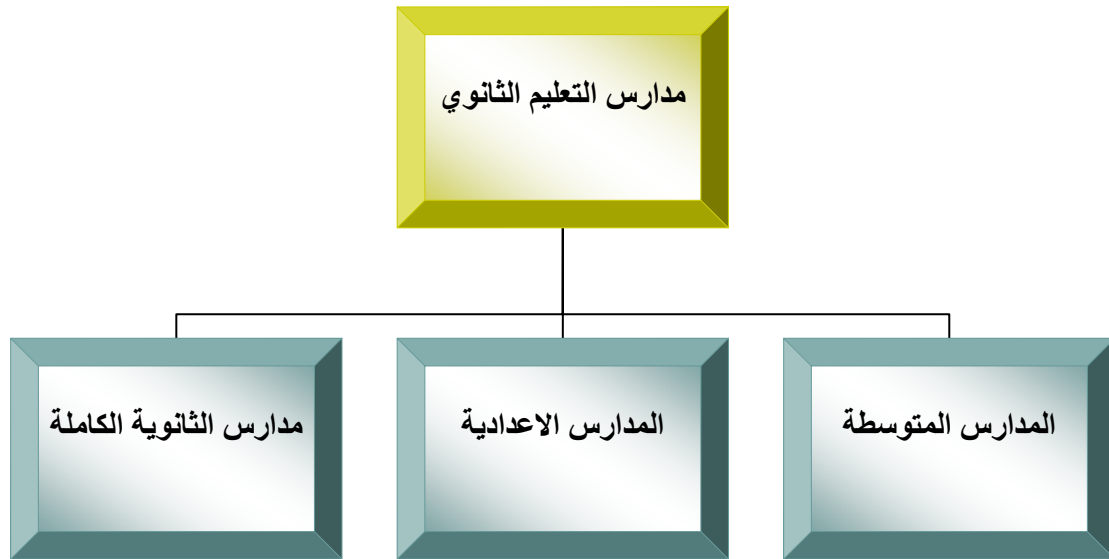 مدارس التعليم الثانوي
المدارس المتوسطة
المدارس الاعدادية
مدارس الثانوية الكاملة